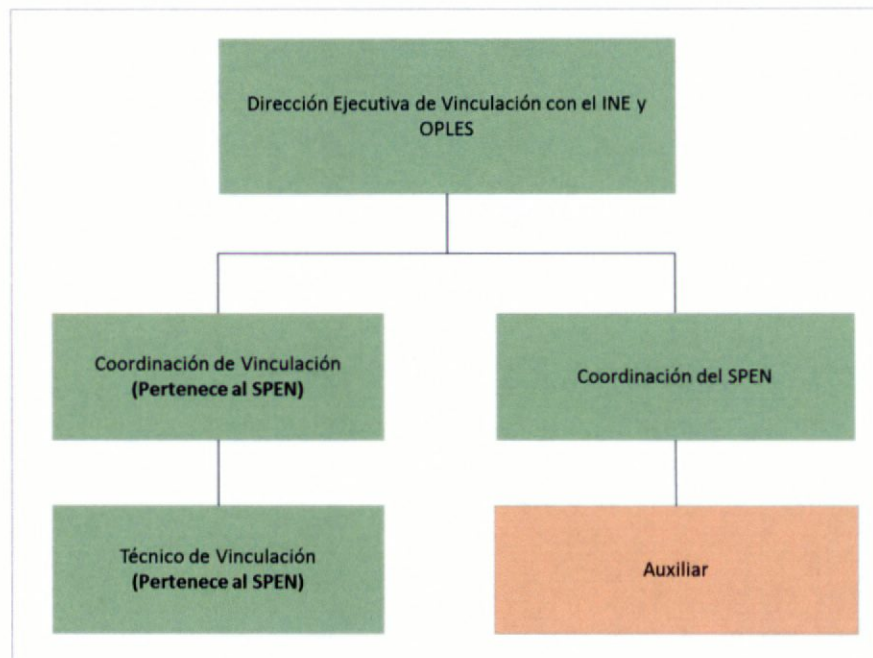 Dirección Ejecutiva de Vinculación con el INE y
OPLES
Coordinación de Vinculación
(Pertenece al SPEN)
Coordinación del SPEN
Técnico de Vinculación
(Pertenece al SPEN)
Auxiliar